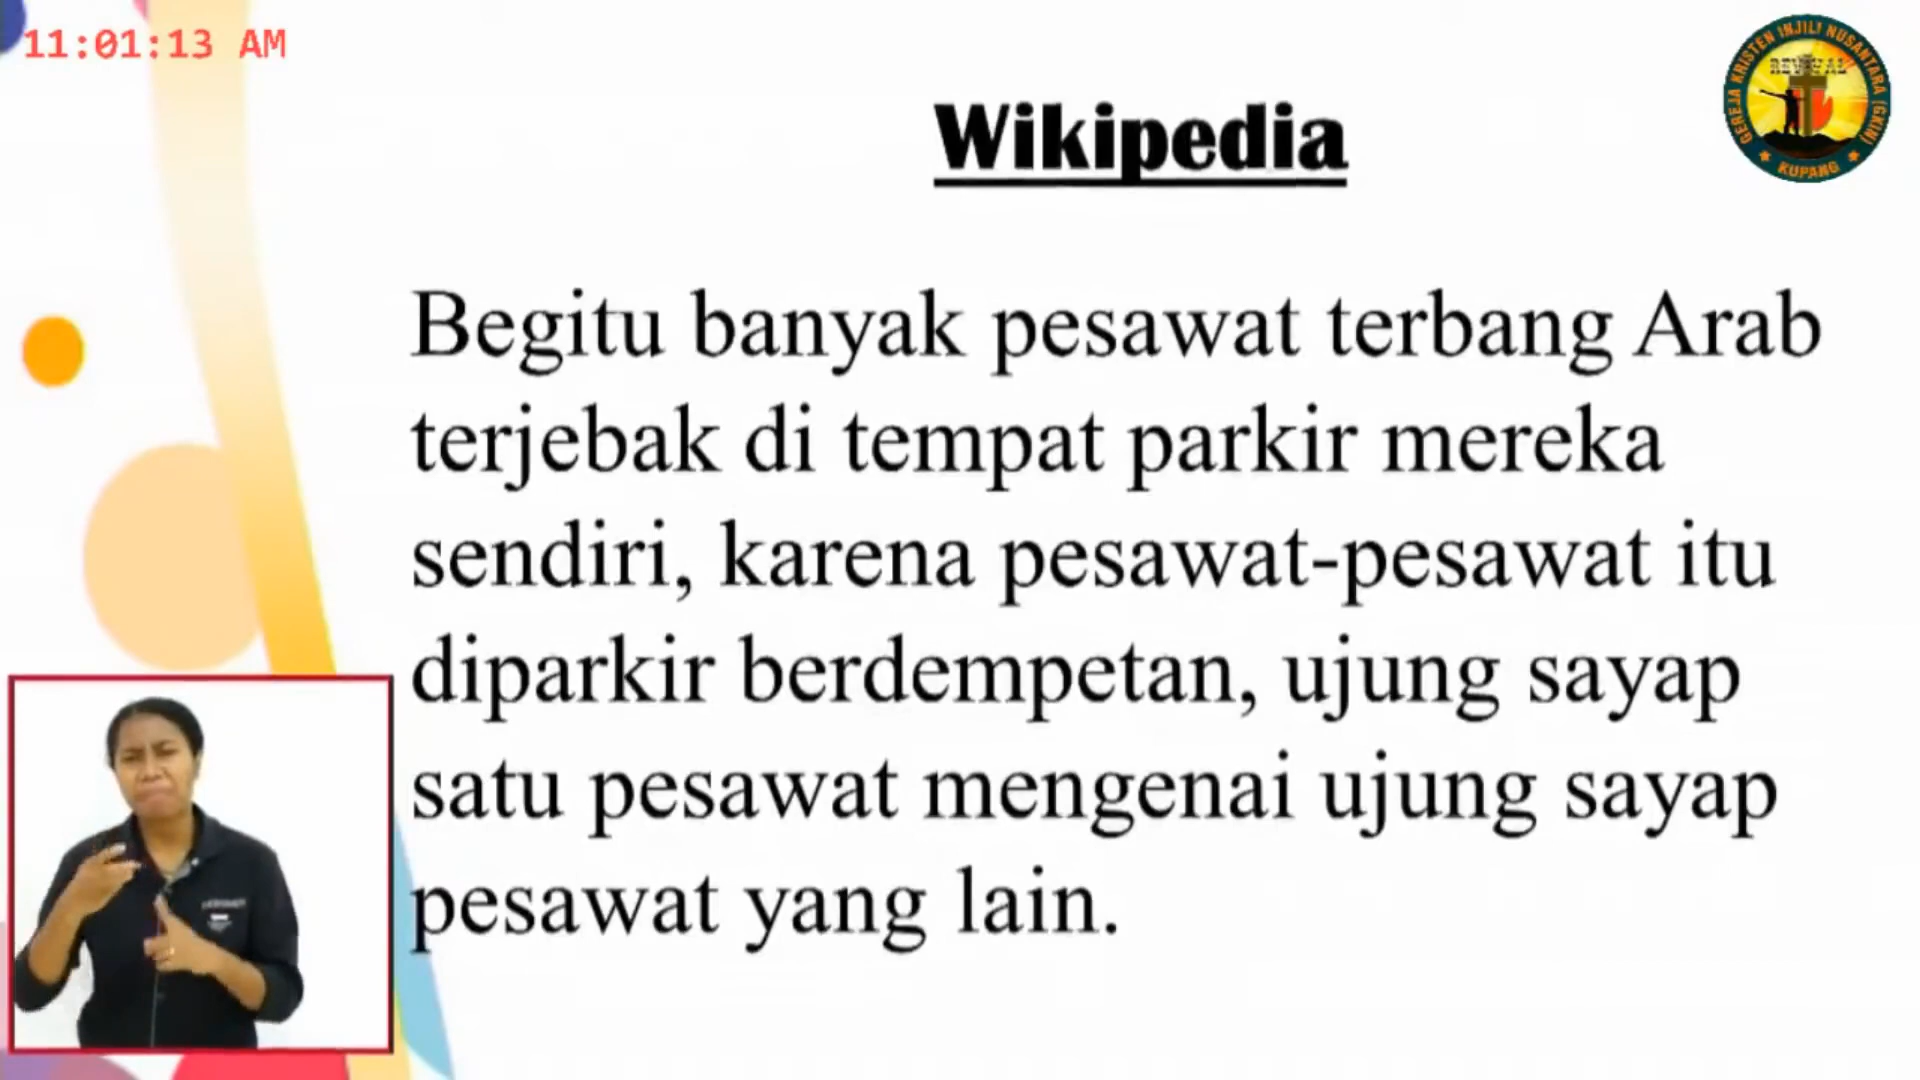 11:01:13 AM
GEREJA KRISTEN INJILI NUSANTARA (GKIN)
REVIVAL
KUPANG
Wikipedia
Begitu banyak pesawat terbang Arab
terjebak di tempat parkir mereka
sendiri, karena pesawat-pesawat itu
diparkir berdempetan, ujung sayap
satu pesawat mengenai ujung sayap
pesawat yang lain.